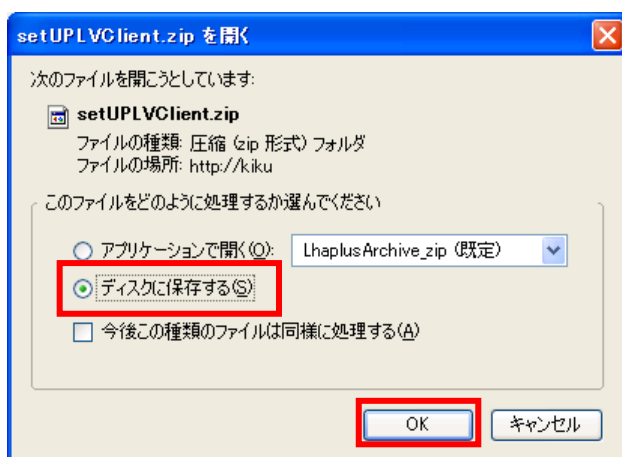 setUPLVClient.zip を開く
次のファイルを開こうとしています:
setUPLVClient.zip
ファイルの種類: 圧縮 (zip 形式) フォルダ
ファイルの場所: http://kiku
このファイルをどのように処理するか選んでください
アプリケーションで開く(O): LhaplusArchive_zip (既定)
ディスクに保存する(S)
今後この種類のファイルは同様に処理する(A)
OK キャンセル